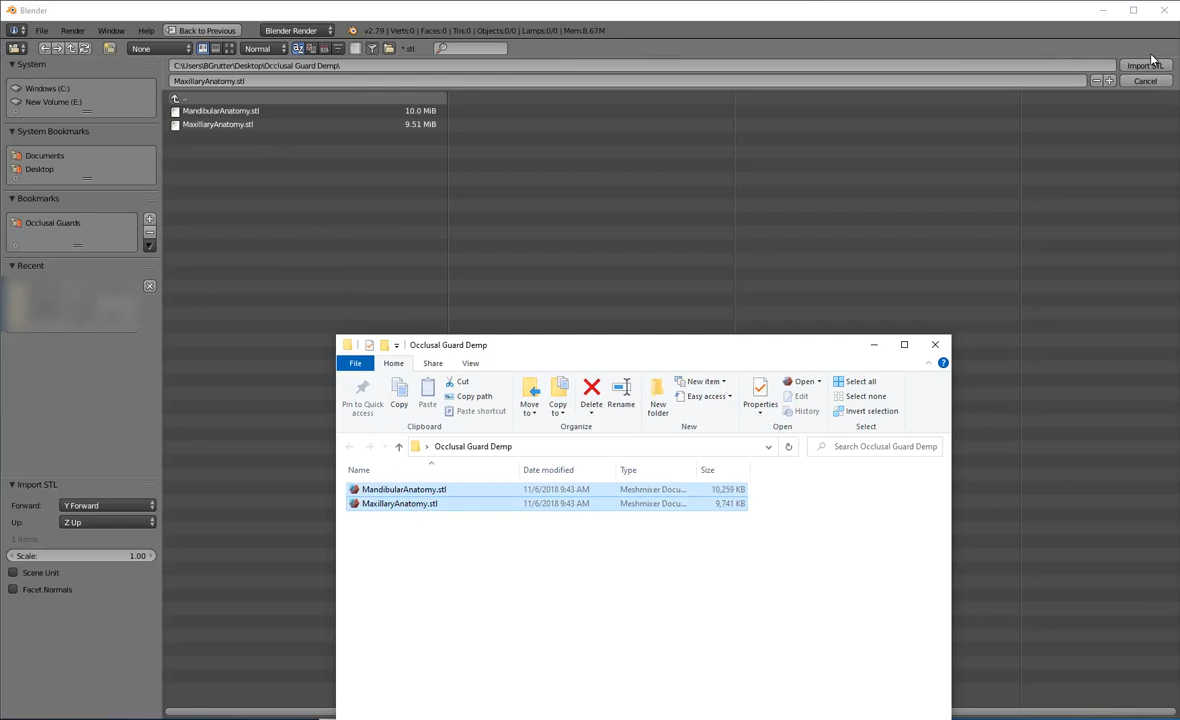 Blender
File Render Window Help Back to Previous Blender Render v2.79 | Verts:0 | Faces:0 | Tris:0 | Objects:0/0 | Lamps:0/0 | Mem:8.67M
None Normal *.stl
System
C:\Users\BGrutter\Desktop\Occlusal Guard Demp\ Import STL
MaxillaryAnatomy.stl Cancel
Windows (C:)
New Volume (E:)
..
MandibularAnatomy.stl 10.0 MiB
MaxillaryAnatomy.stl 9.51 MiB
System Bookmarks
Documents
Desktop
Bookmarks
Occlusal Guards
Recent
Import STL
Forward: Y Forward
Up: Z Up
1 items
Scale: 1.00
Scene Unit
Facet Normals
Occlusal Guard Demp
File Home Share View
Pin to Quick access
Copy
Paste
Cut
Copy path
Paste shortcut
Clipboard
Move to
Copy to
Delete
Rename
Organize
New folder
New item
Easy access
New
Properties
Open
Edit
History
Open
Select all
Select none
Invert selection
Select
Occlusal Guard Demp Search Occlusal Guard Demp
Name Date modified Type Size
MandibularAnatomy.stl 11/6/2018 9:43 AM Meshmixer Docu... 10,259 KB
MaxillaryAnatomy.stl 11/6/2018 9:43 AM Meshmixer Docu... 9,741 KB